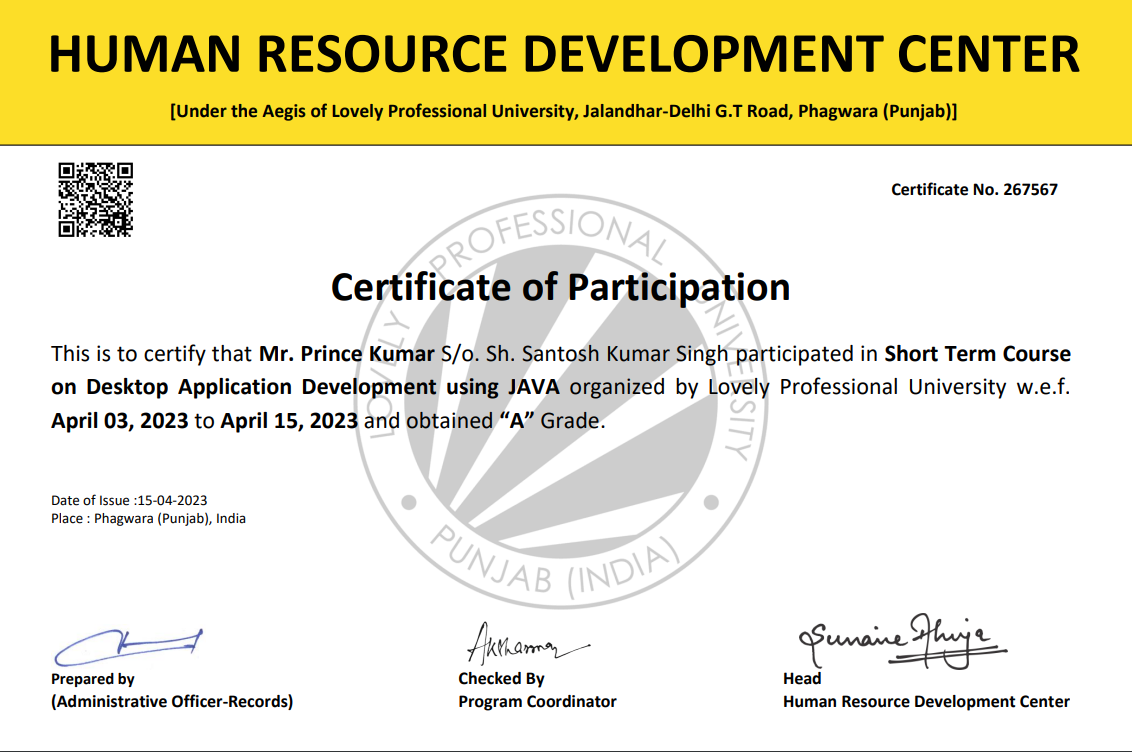 HUMAN RESOURCE DEVELOPMENT CENTER
[Under the Aegis of Lovely Professional University, Jalandhar-Delhi G.T Road, Phagwara (Punjab)]
Certificate No. 267567
LOVELY PROFESSIONAL UNIVERSITY
Certificate of Participation
This is to certify that Mr. Prince Kumar S/o. Sh. Santosh Kumar Singh participated in Short Term Course
on Desktop Application Development using JAVA organized by Lovely Professional University w.e.f.
April 03, 2023 to April 15, 2023 and obtained “A” Grade.
Date of Issue :15-04-2023
Place : Phagwara (Punjab), India
PUNJAB (INDIA)
Sunaina Ahuja
Prepared by
Checked By
Head
(Administrative Officer-Records)
Program Coordinator
Human Resource Development Center